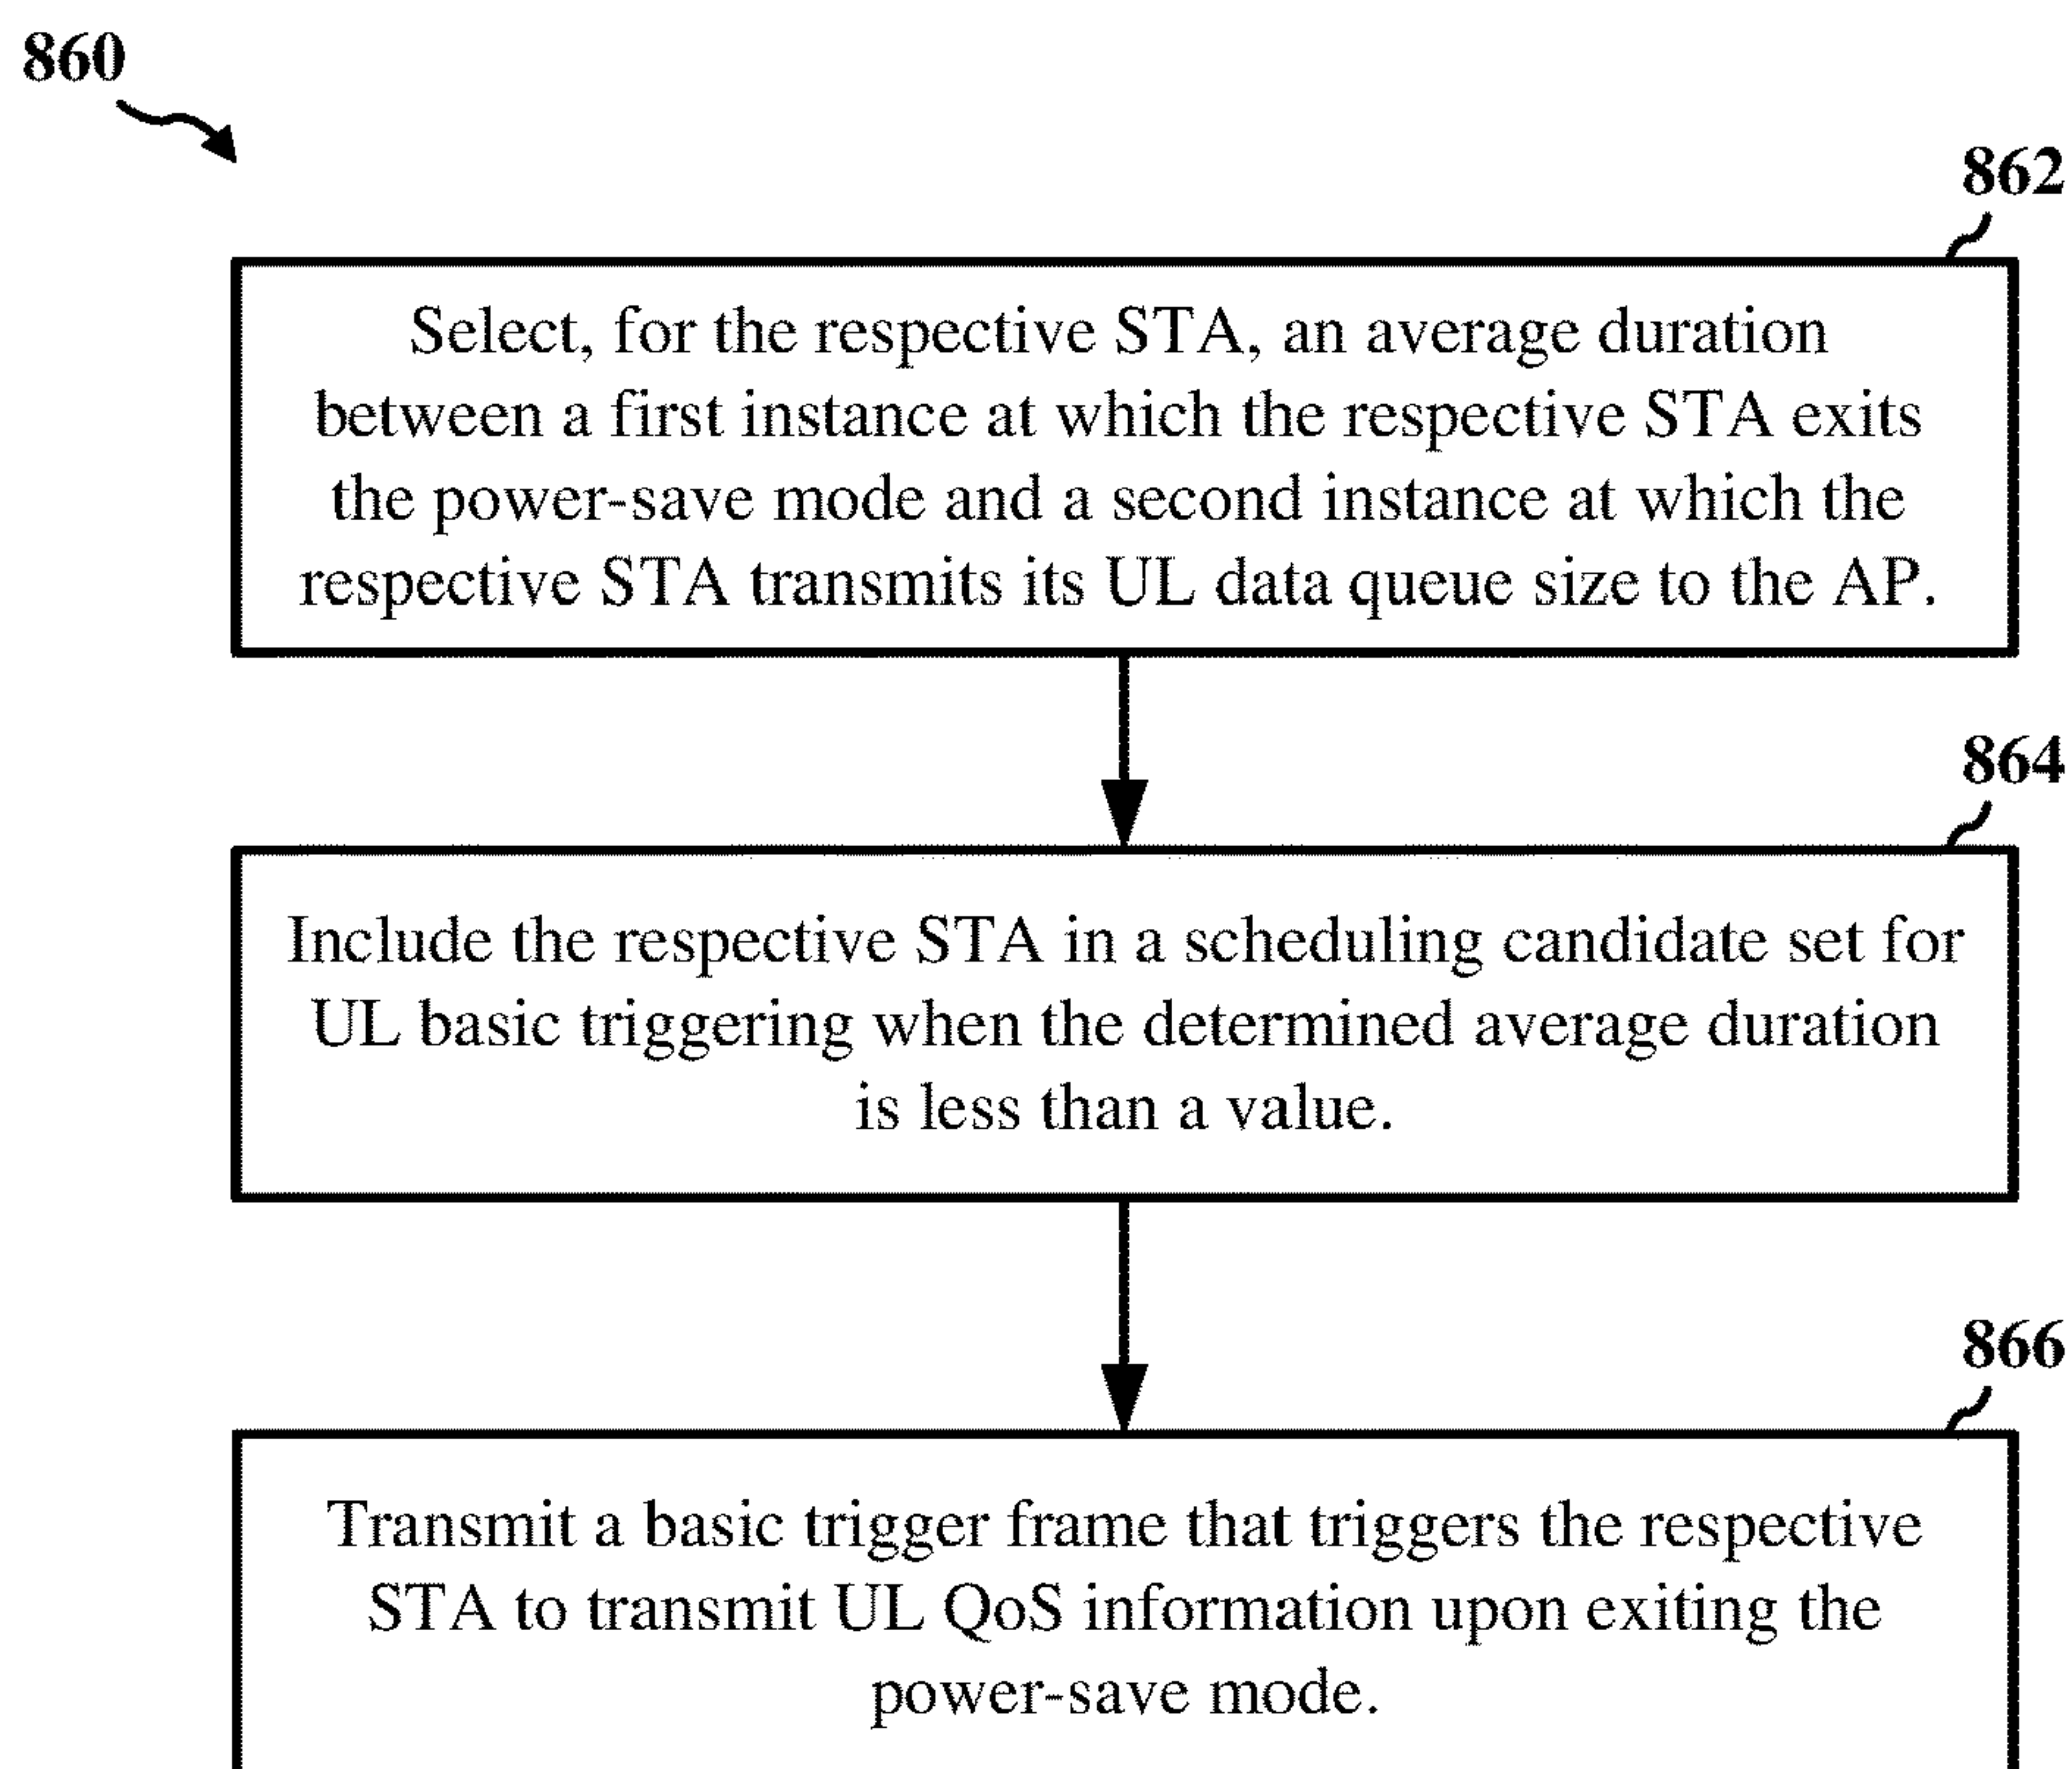 860
862
Select, for the respective STA, an average duration
between a first instance at which the respective STA exits
the power-save mode and a second instance at which the
respective STA transmits its UL data queue size to the AP.
864
Include the respective STA in a scheduling candidate set for
UL basic triggering when the determined average duration
is less than a value.
866
Transmit a basic trigger frame that triggers the respective
STA to transmit UL QoS information upon exiting the
power-save mode.